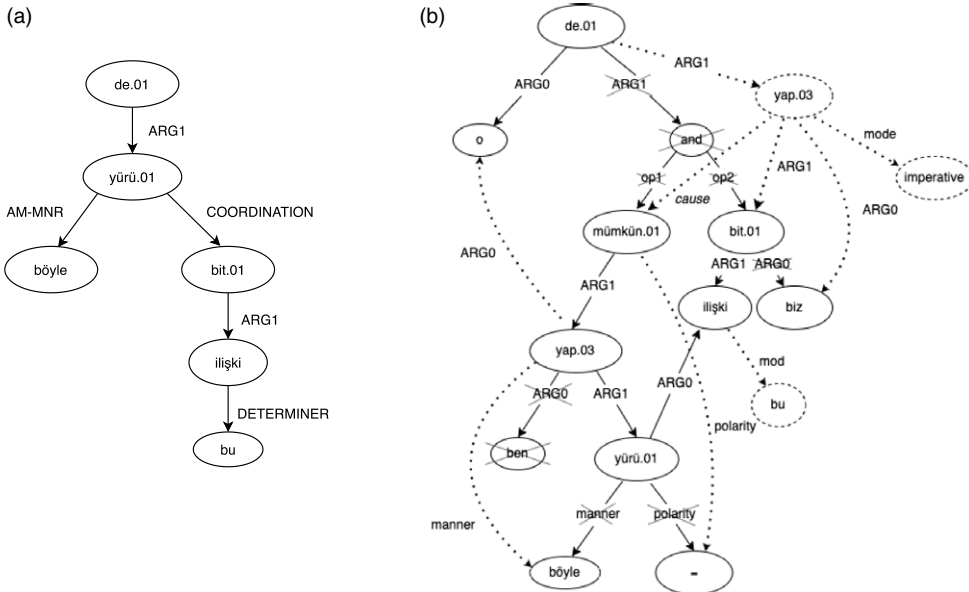 (a)
de.01
ARG1
yürü.01
AM-MNR
COORDINATION
böyle
bit.01
ARG1
ilişki
DETERMINER
bu
(b)
de.01
ARG1
ARG0
ARG1
yap.03
o
and
mode
op1
op2
ARG1
imperative
cause
ARG0
mümkün.01
bit.01
ARG0
ARG1
ARG0
ARG1
ilişki
biz
yap.03
mod
ARG0
ARG0
ARG1
bu
polarity
ben
yürü.01
manner
manner
polarity
böyle
-